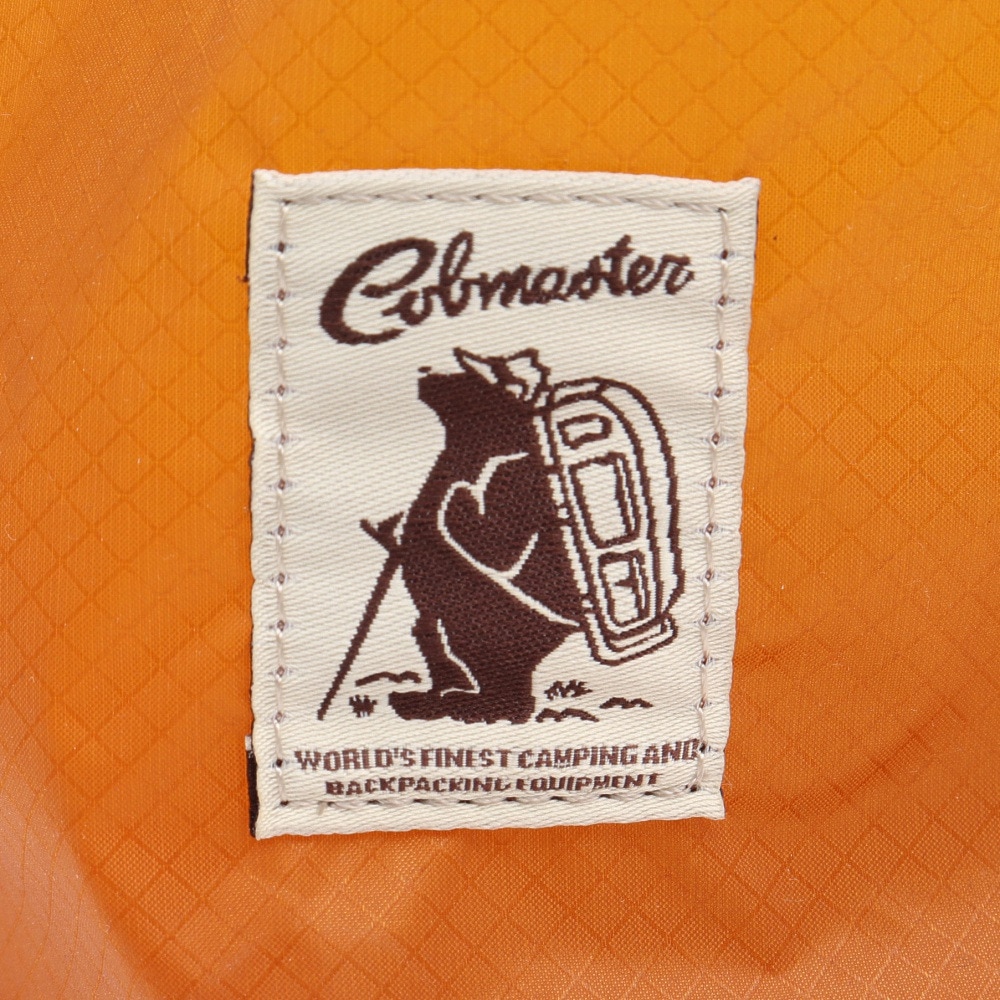 Cobmaster
WORLD'S FINEST CAMPING AND
BACKPACKING EQUIPMENT